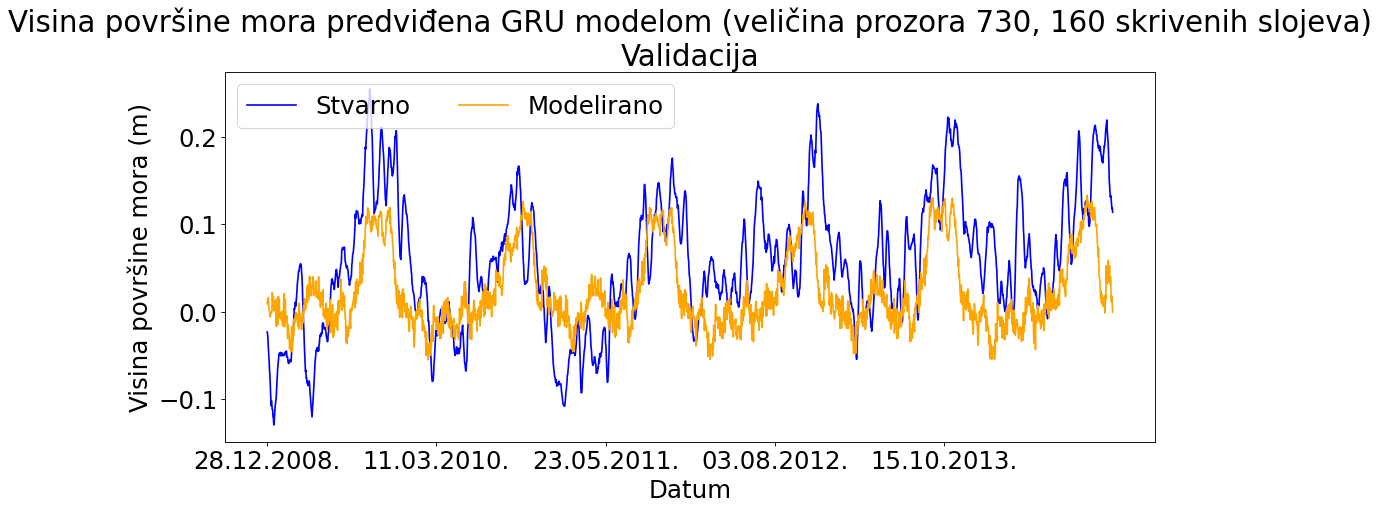 Visina površine mora predviđena GRU modelom (veličina prozora 730, 160 skrivenih slojeva)
Validacija
Stvarno
Modelirano
Visina površine mora (m)
0.2
0.1
0.0
−0.1
28.12.2008.
11.03.2010.
23.05.2011.
03.08.2012.
15.10.2013.
Datum